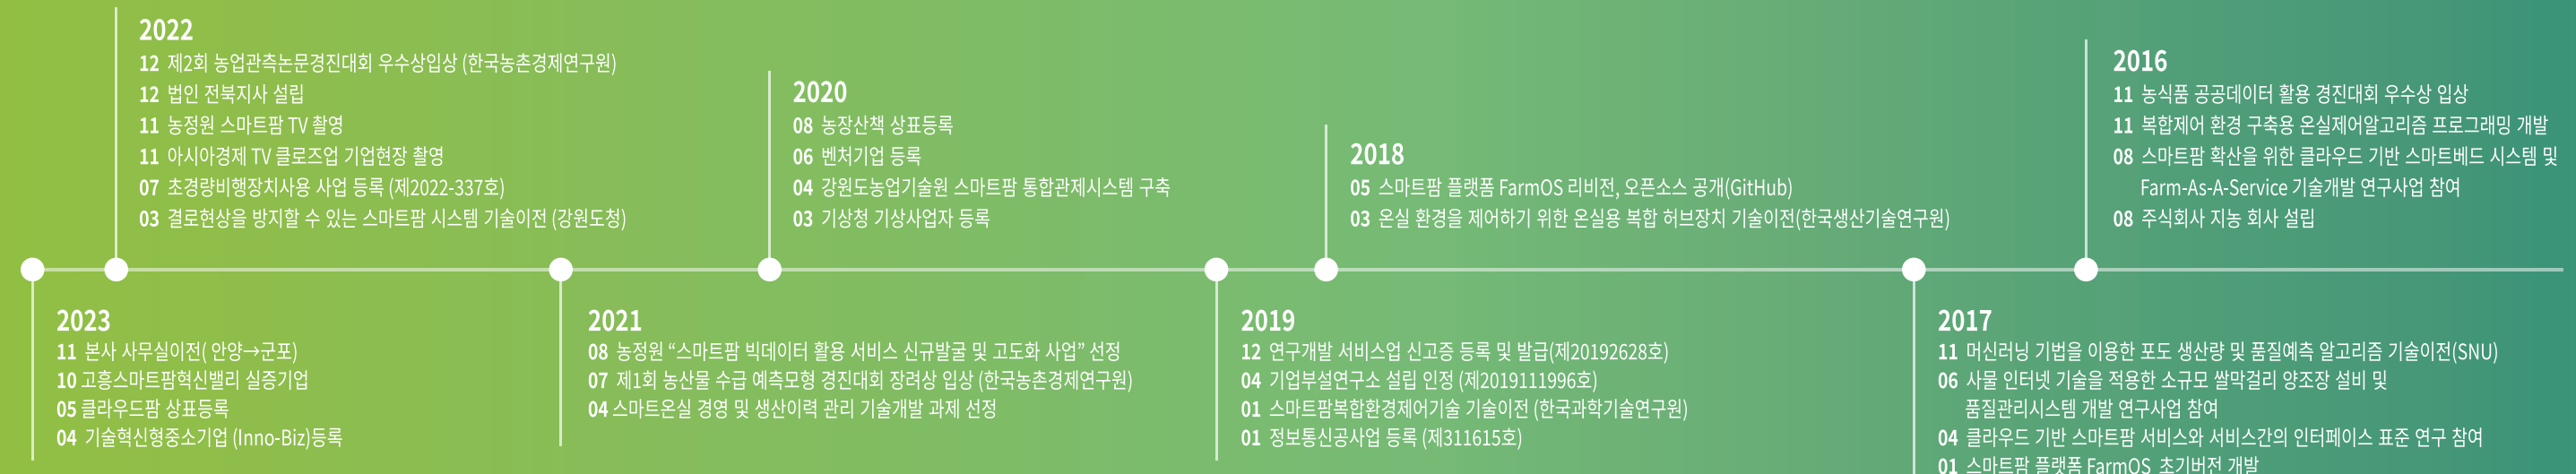 2022
12 제2회 농업관측논문경진대회 우수상입상 (한국농촌경제연구원)
12 법인 전북지사 설립
11 농정원 스마트팜 TV 촬영
11 아시아경제 TV 클로즈업 기업현장 촬영
07 초경량비행장치사용 사업 등록 (제2022-337호)
03 결로현상을 방지할 수 있는 스마트팜 시스템 기술이전 (강원도청)
2020
08 농장산책 상표등록
06 벤처기업 등록
04 강원도농업기술원 스마트팜 통합관제시스템 구축
03 기상청 기상사업자 등록
2018
05 스마트팜 플랫폼 FarmOS 리비전, 오픈소스 공개(GitHub)
03 온실 환경을 제어하기 위한 온실용 복합 허브장치 기술이전(한국생산기술연구원)
2016
11 농식품 공공데이터 활용 경진대회 우수상 입상
11 복합제어 환경 구축용 온실제어알고리즘 프로그래밍 개발
08 스마트팜 확산을 위한 클라우드 기반 스마트베드 시스템 및
Farm-As-A-Service 기술개발 연구사업 참여
08 주식회사 지농 회사 설립
2023
11 본사 사무실이전( 안양→군포)
10 고흥스마트팜혁신밸리 실증기업
05 클라우드팜 상표등록
04 기술혁신형중소기업 (Inno-Biz)등록
2021
08 농정원 “스마트팜 빅데이터 활용 서비스 신규발굴 및 고도화 사업” 선정
07 제1회 농산물 수급 예측모형 경진대회 장려상 입상 (한국농촌경제연구원)
04 스마트온실 경영 및 생산이력 관리 기술개발 과제 선정
2019
12 연구개발 서비스업 신고증 등록 및 발급(제20192628호)
04 기업부설연구소 설립 인정 (제2019111996호)
01 스마트팜복합환경제어기술 기술이전 (한국과학기술연구원)
01 정보통신공사업 등록 (제311615호)
2017
11 머신러닝 기법을 이용한 포도 생산량 및 품질예측 알고리즘 기술이전(SNU)
06 사물 인터넷 기술을 적용한 소규모 쌀막걸리 양조장 설비 및
품질관리시스템 개발 연구사업 참여
04 클라우드 기반 스마트팜 서비스와 서비스간의 인터페이스 표준 연구 참여
01 스마트팜 플랫폼 FarmOS 초기버전 개발